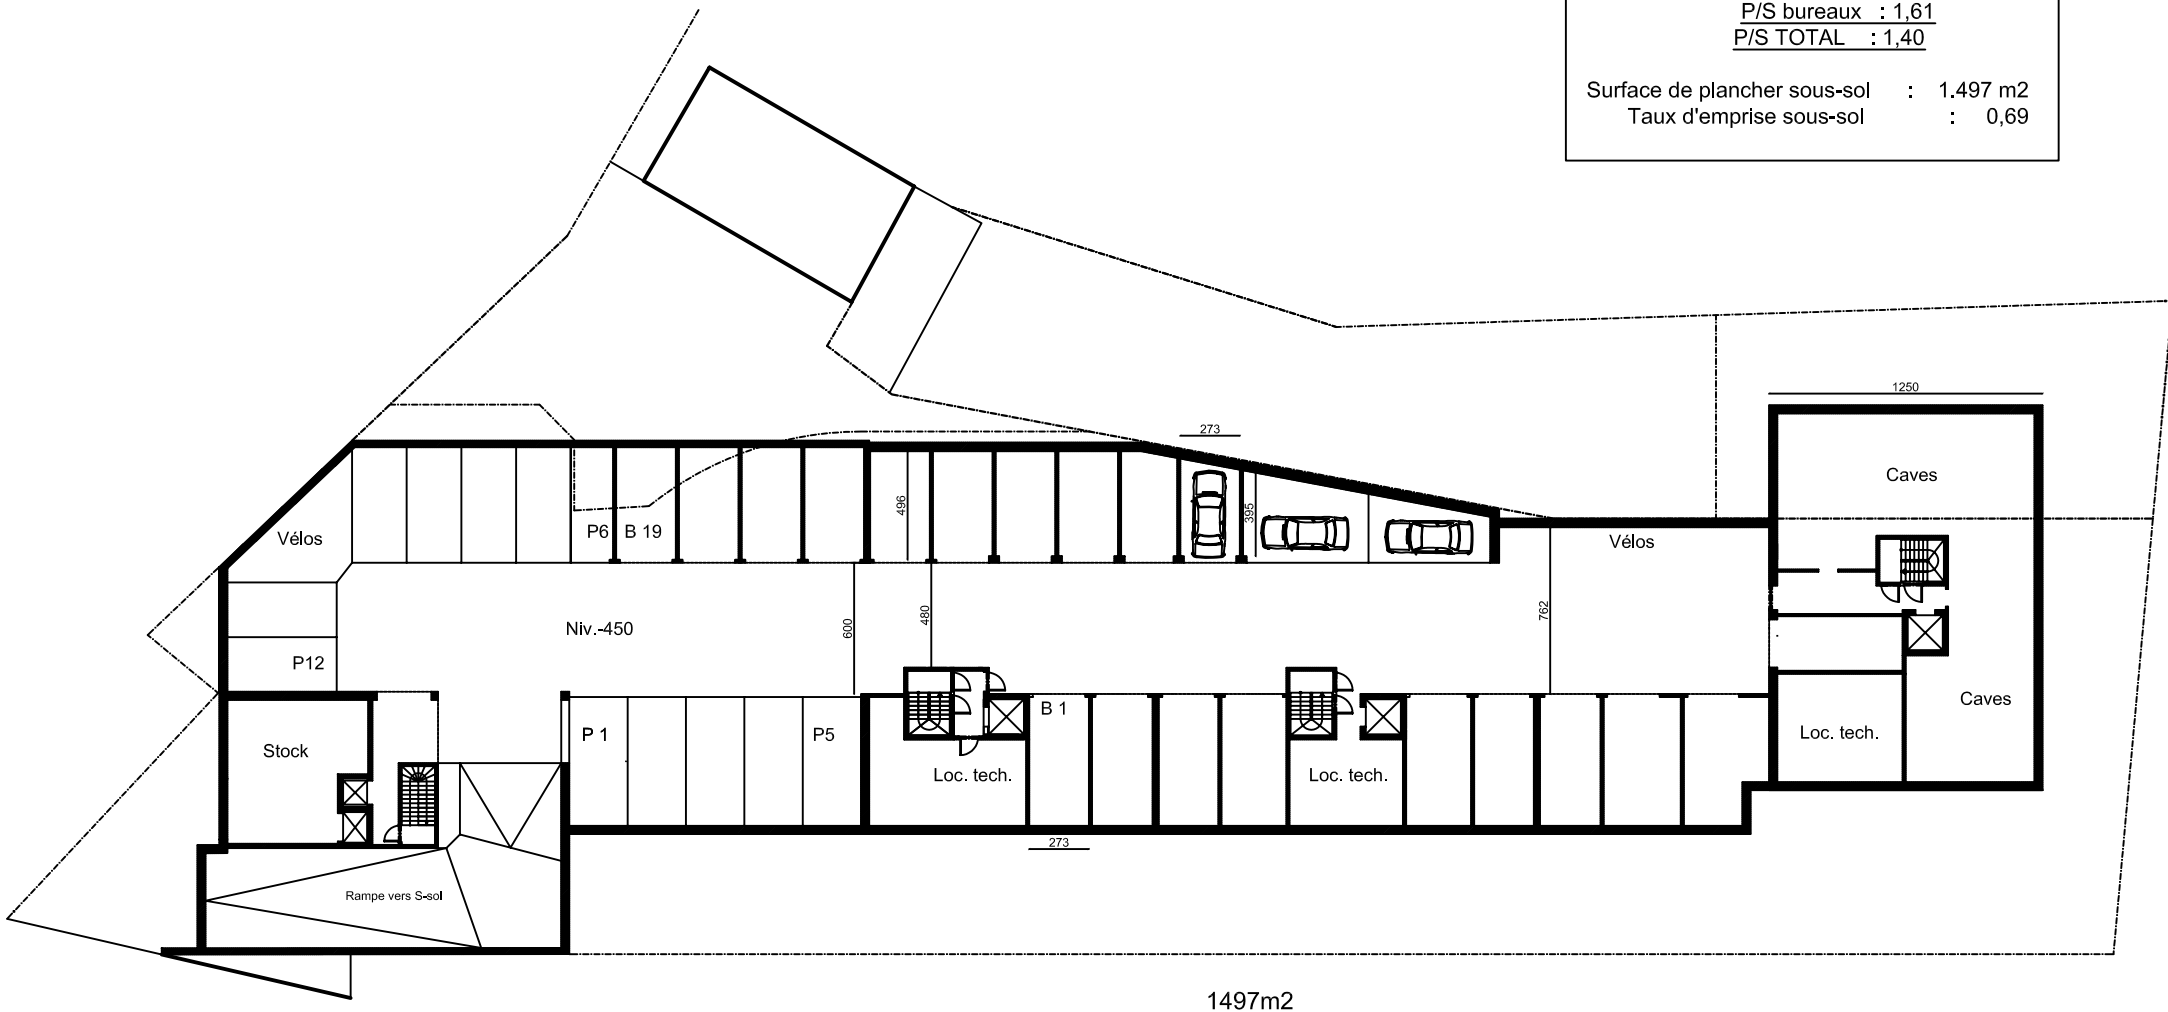 P/S bureaux : 1,61
P/S TOTAL : 1,40
Surface de plancher sous-sol : 1.497 m2
Taux d'emprise sous-sol : 0,69
1250
273
Caves
496
395
P6
B 19
Vélos
Vélos
762
600
480
Niv.-450
P12
Caves
P 1
P5
B 1
Stock
Loc. tech.
Loc. tech.
Loc. tech.
273
Rampe vers S-sol
1497m2